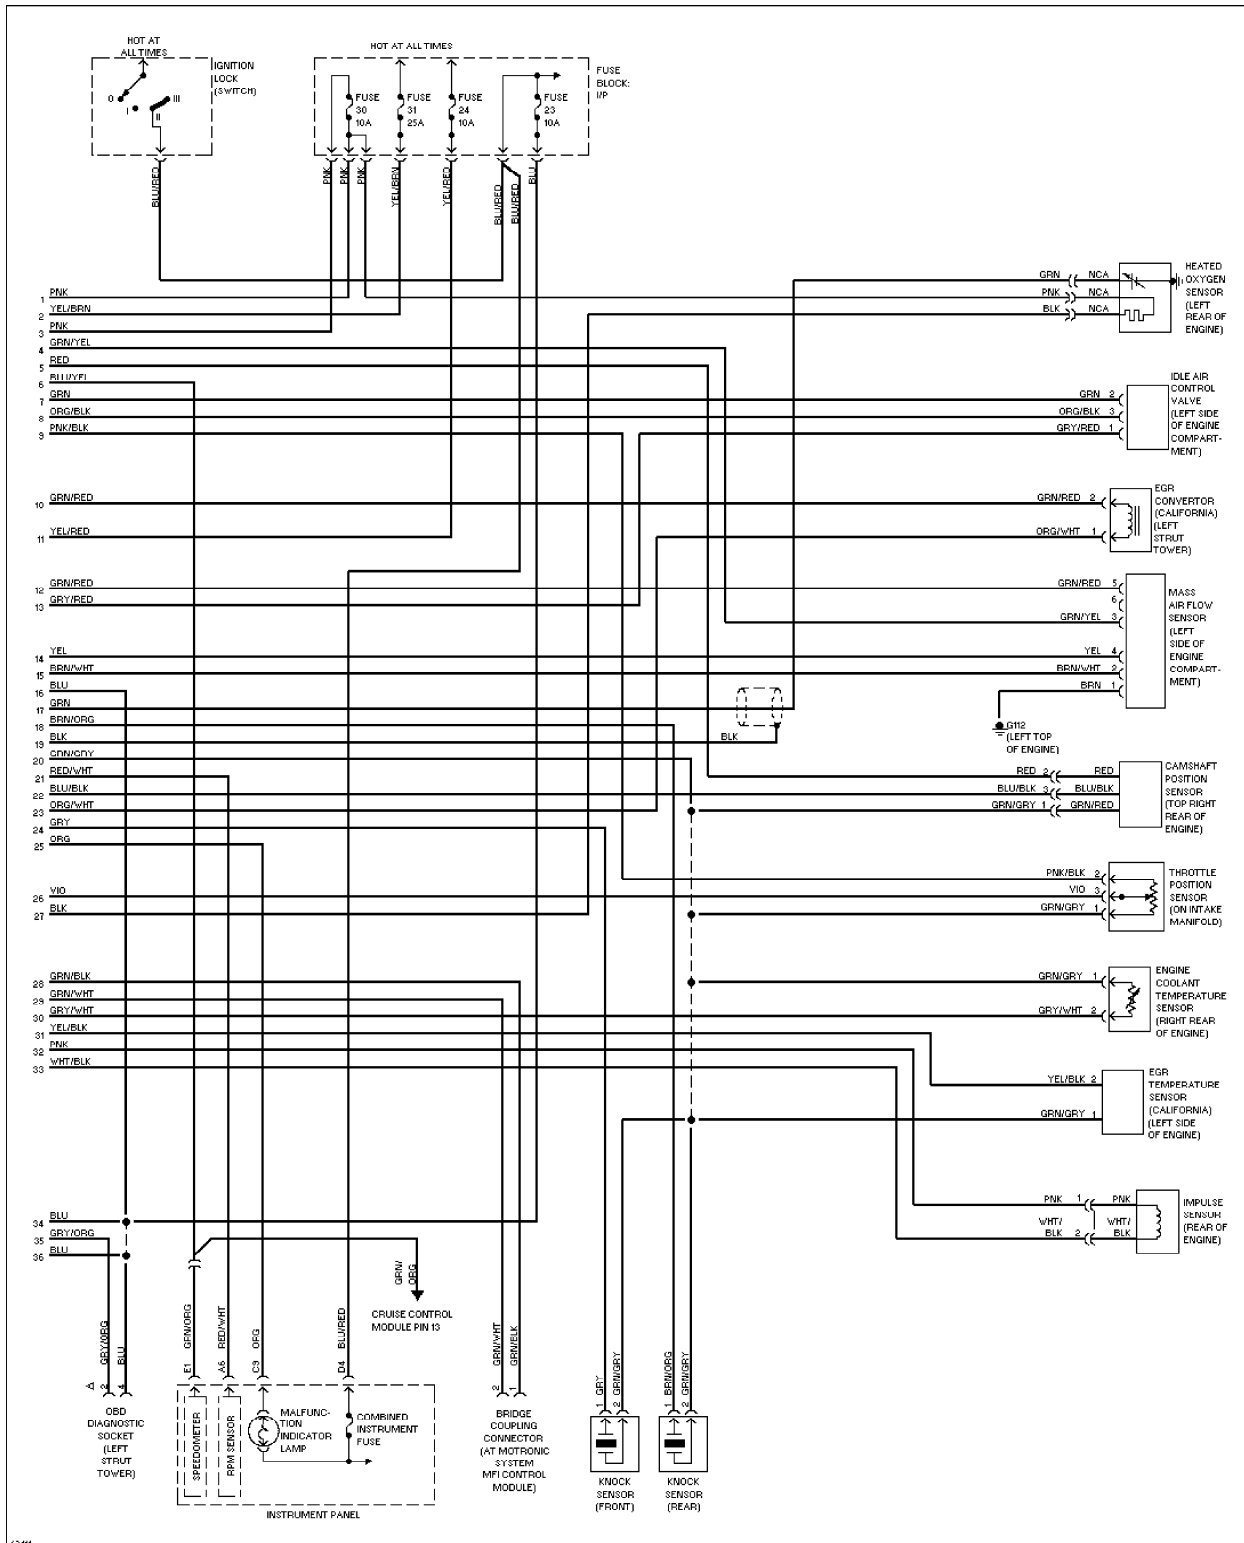 HOT AT
ALL TIMES
IGNITION
LOCK
(SWITCH)
0
I
II
III
HOT AT ALL TIMES
FUSE
30
10A
FUSE
31
25A
FUSE
24
10A
FUSE
23
10A
FUSE
BLOCK:
I/P
BLU/RED
PNK
PNK
PNK
YEL/BRN
YEL/RED
BLU/RED
BLU/RED
BLU
1 PNK
2 YEL/BRN
3 PNK
4 GRN/YEL
5 RED
6 BLU/YEL
7 GRN
8 ORG/BLK
9 PNK/BLK
10 GRN/RED
11 YEL/RED
12 GRN/RED
13 GRY/RED
14 YEL
15 BRN/WHT
16 BLU
17 GRN
18 BRN/ORG
19 BLK
20 GRN/GRY
21 RED/WHT
22 BLU/BLK
23 ORG/WHT
24 GRY
25 ORG
26 VIO
27 BLK
28 GRN/BLK
29 GRN/WHT
30 GRY/WHT
31 YEL/BLK
32 PNK
33 WHT/BLK
34 BLU
35 GRY/ORG
36 BLU
GRN NCA
PNK NCA
BLK NCA
HEATED
OXYGEN
SENSOR
(LEFT
REAR OF
ENGINE)
GRN 2
ORG/BLK 3
GRY/RED 1
IDLE AIR
CONTROL
VALVE
(LEFT SIDE
OF ENGINE
COMPART-
MENT)
GRN/RED 2
ORG/WHT 1
EGR
CONVERTOR
(CALIFORNIA)
(LEFT
STRUT
TOWER)
GRN/RED 5
6
GRN/YEL 3
YEL 4
BRN/WHT 2
BRN 1
MASS
AIR FLOW
SENSOR
(LEFT
SIDE OF
ENGINE
COMPART-
MENT)
BLK
G112
(LEFT TOP
OF ENGINE)
RED 2 RED
BLU/BLK 3 BLU/BLK
GRN/GRY 1 GRN/RED
CAMSHAFT
POSITION
SENSOR
(TOP RIGHT
REAR OF
ENGINE)
PNK/BLK 2
VIO 3
GRN/GRY 1
THROTTLE
POSITION
SENSOR
(ON INTAKE
MANIFOLD)
GRN/GRY 1
GRY/WHT 2
ENGINE
COOLANT
TEMPERATURE
SENSOR
(RIGHT REAR
OF ENGINE)
YEL/BLK 2
GRN/GRY 1
EGR
TEMPERATURE
SENSOR
(CALIFORNIA)
(LEFT SIDE
OF ENGINE)
PNK 1 PNK
WHT/ WHT/
BLK 2 BLK
IMPULSE
SENSOR
(REAR OF
ENGINE)
GRN/
ORG
CRUISE CONTROL
MODULE PIN 13
GRY/ORG
2
BLU
4
OBD
DIAGNOSTIC
SOCKET
(LEFT
STRUT
TOWER)
E1 GRN/ORG
A6 RED/WHT
C9 ORG
D4 BLU/RED
SPEEDOMETER
RPM SENSOR
MALFUNC-
TION
INDICATOR
LAMP
COMBINED
INSTRUMENT
FUSE
INSTRUMENT PANEL
2 GRN/WHT
1 GRN/BLK
BRIDGE
COUPLING
CONNECTOR
(AT MOTRONIC
SYSTEM
MFI CONTROL
MODULE)
1 GRY
2 GRN/GRY
KNOCK
SENSOR
(FRONT)
1 BRN/ORG
2 GRN/GRY
KNOCK
SENSOR
(REAR)